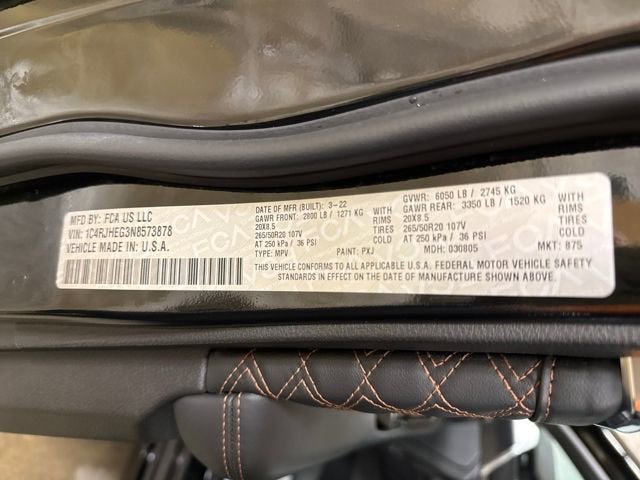 MFD BY: FCA US LLC
VIN: 1C4RJHEG3N8573878
VEHICLE MADE IN U.S.A.
DATE OF MFR (BUILT): 3-22
GAWR FRONT: 2800 LB / 1271 KG WITH
20X8.5 RIMS
265/50R20 107V TIRES
AT 250 kPa / 36 PSI COLD
TYPE: MPV PAINT: PXJ
GVWR: 6050 LB / 2745 KG
GAWR REAR: 3350 LB / 1520 KG WITH
20X8.5 RIMS
265/50R20 107V TIRES
AT 250 kPa / 36 PSI COLD
MDH: 030805 MKT: 875
THIS VEHICLE CONFORMS TO ALL APPLICABLE U.S.A. FEDERAL MOTOR VEHICLE SAFETY
STANDARDS IN EFFECT ON THE DATE OF MANUFACTURE SHOWN ABOVE.